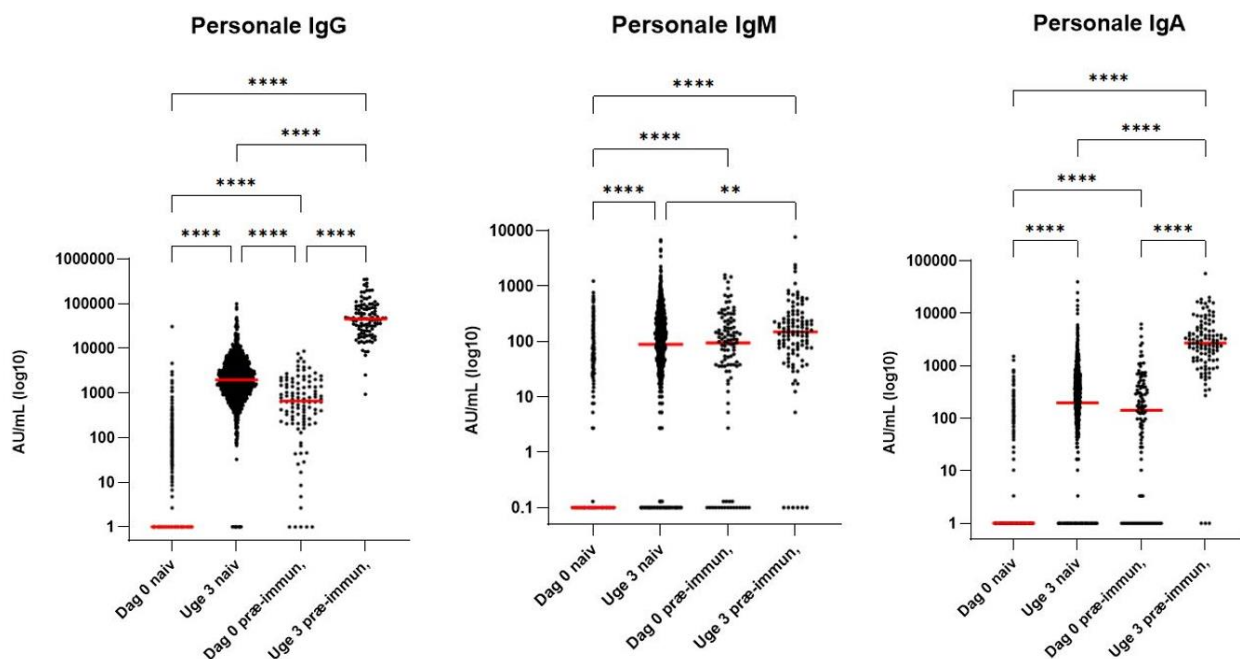 Personale IgG
****
****
****
****
****
****
1000000
100000
10000
1000
100
10
1
AU/mL (log10)
Dag 0 naiv
Uge 3 naiv
Dag 0 præ-immun,
Uge 3 præ-immun,
Personale IgM
****
****
****
**
10000
1000
100
10
1
0.1
AU/mL (log10)
Dag 0 naiv
Uge 3 naiv
Dag 0 præ-immun,
Uge 3 præ-immun,
Personale IgA
****
****
****
****
****
100000
10000
1000
100
10
1
AU/mL (log10)
Dag 0 naiv
Uge 3 naiv
Dag 0 præ-immun,
Uge 3 præ-immun,